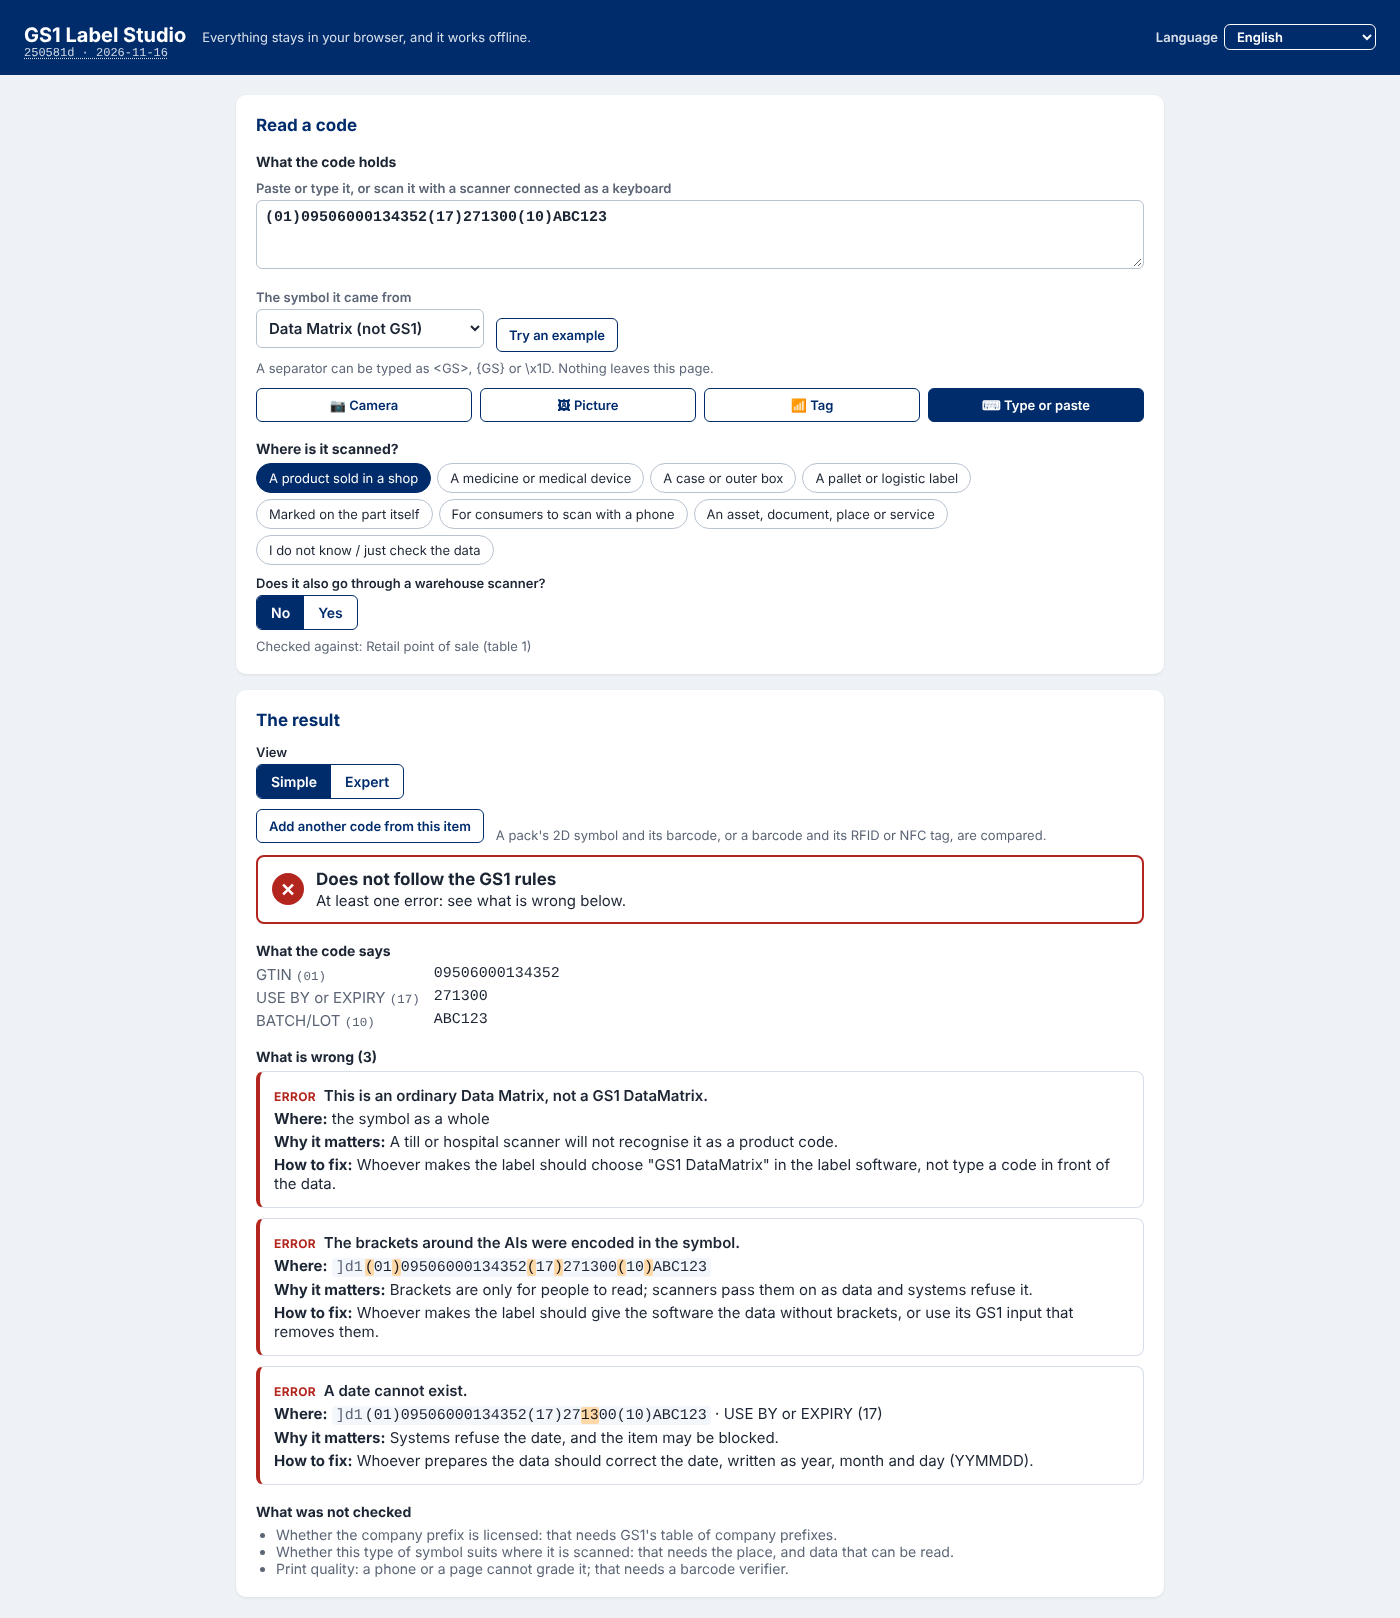 GS1 Label Studio
Everything stays in your browser, and it works offline.
250581d · 2026-11-16
Language
English
Read a code
What the code holds
Paste or type it, or scan it with a scanner connected as a keyboard
(01)09506000134352(17)271300(10)ABC123
The symbol it came from
Data Matrix (not GS1)
Try an example
A separator can be typed as <GS>, {GS} or \x1D. Nothing leaves this page.
Camera
Picture
Tag
Type or paste
Where is it scanned?
A product sold in a shop
A medicine or medical device
A case or outer box
A pallet or logistic label
Marked on the part itself
For consumers to scan with a phone
An asset, document, place or service
I do not know / just check the data
Does it also go through a warehouse scanner?
No
Yes
Checked against: Retail point of sale (table 1)
The result
View
Simple
Expert
Add another code from this item
A pack's 2D symbol and its barcode, or a barcode and its RFID or NFC tag, are compared.
Does not follow the GS1 rules
At least one error: see what is wrong below.
What the code says
GTIN (01) 09506000134352
USE BY or EXPIRY (17) 271300
BATCH/LOT (10) ABC123
What is wrong (3)
ERROR This is an ordinary Data Matrix, not a GS1 DataMatrix.
Where: the symbol as a whole
Why it matters: A till or hospital scanner will not recognise it as a product code.
How to fix: Whoever makes the label should choose "GS1 DataMatrix" in the label software, not type a code in front of
the data.
ERROR The brackets around the AIs were encoded in the symbol.
Where: ]d1(01)09506000134352(17)271300(10)ABC123
Why it matters: Brackets are only for people to read; scanners pass them on as data and systems refuse it.
How to fix: Whoever makes the label should give the software the data without brackets, or use its GS1 input that
removes them.
ERROR A date cannot exist.
Where: ]d1(01)09506000134352(17)271300(10)ABC123 · USE BY or EXPIRY (17)
Why it matters: Systems refuse the date, and the item may be blocked.
How to fix: Whoever prepares the data should correct the date, written as year, month and day (YYMMDD).
What was not checked
• Whether the company prefix is licensed: that needs GS1's table of company prefixes.
• Whether this type of symbol suits where it is scanned: that needs the place, and data that can be read.
• Print quality: a phone or a page cannot grade it; that needs a barcode verifier.